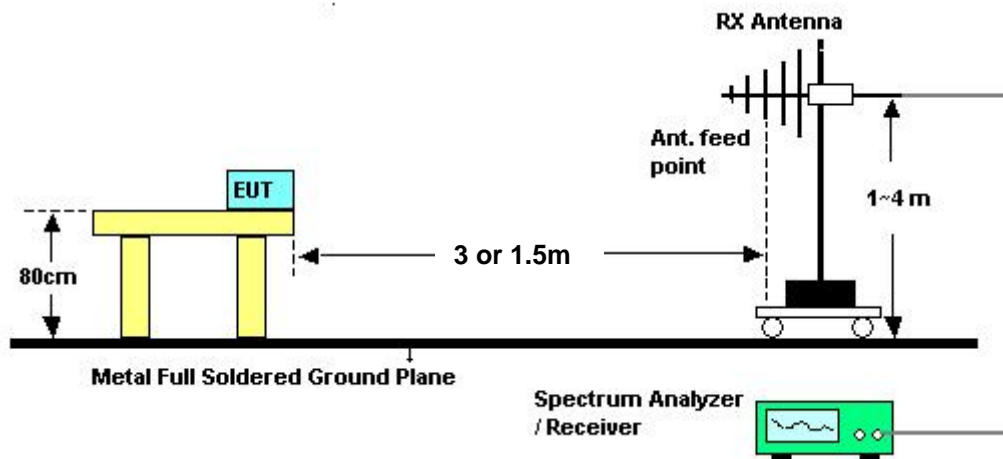 RX Antenna
Ant. feed
point
EUT
1~4 m
3 or 1.5m
80cm
Metal Full Soldered Ground Plane
Spectrum Analyzer
/ Receiver